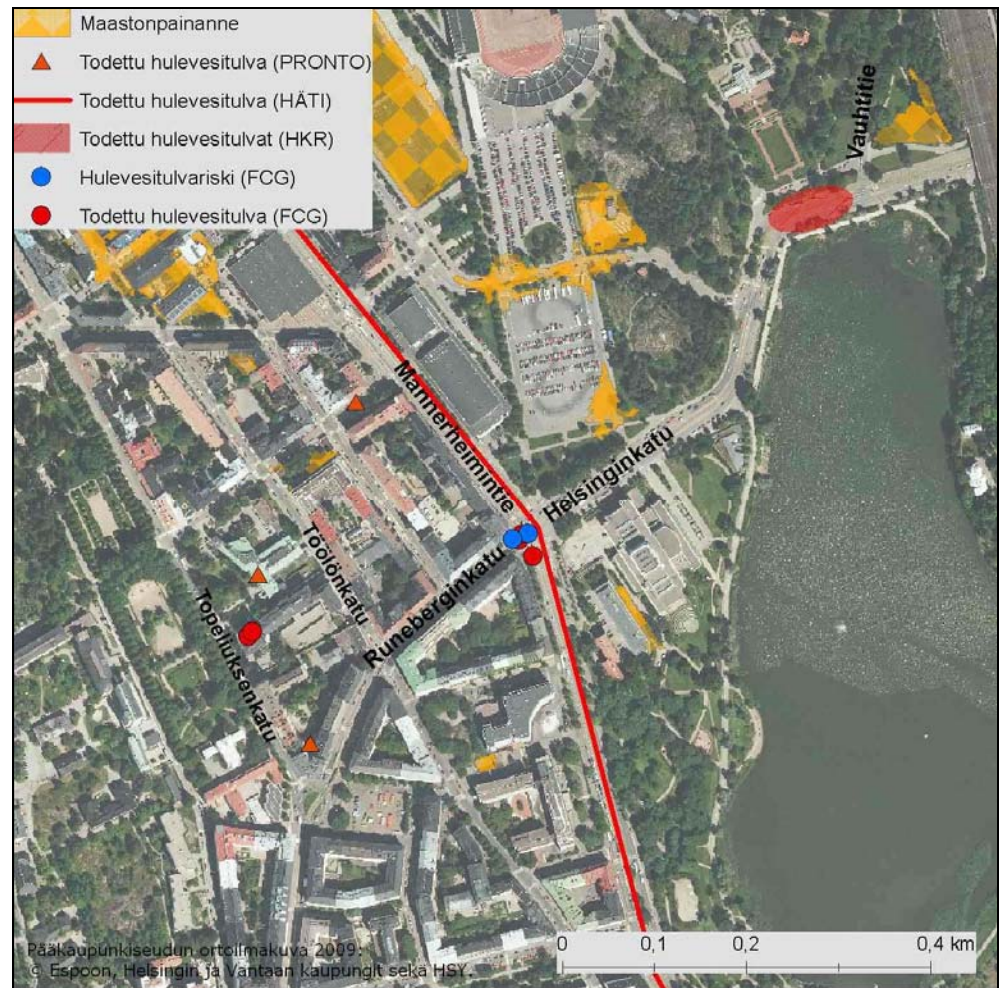 Maastonpainanne
Todettu hulevesitulva (PRONTO)
Todettu hulevesitulva (HÄTI)
Todettu hulevesitulvat (HKR)
Hulevesitulvariski (FCG)
Todettu hulevesitulva (FCG)
Vauhtitie
Mannerheimintie
Helsinginkatu
Töölönkatu
Runeberginkatu
Topeliuksenkatu
Pääkaupunkiseudun ortoilmakuva 2009:
© Espoon, Helsingin ja Vantaan kaupungit sekä HSY.
0 0,1 0,2 0,4 km